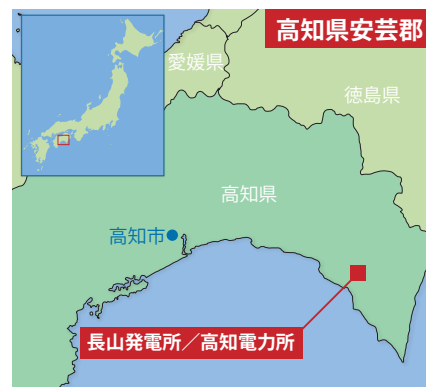 高知県安芸郡
愛媛県
徳島県
高知県
高知市
長山発電所／高知電力所